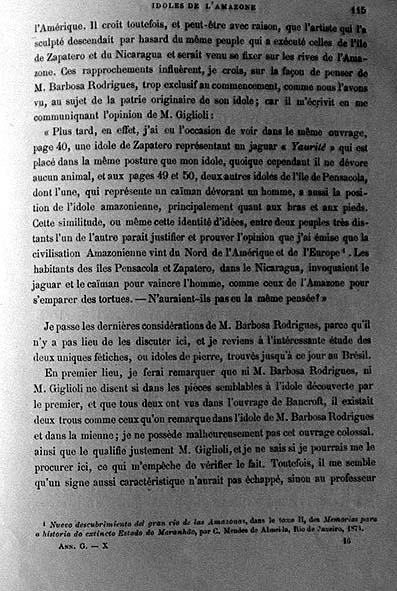 IDOLES DE L'AMAZONE 115
l'Amérique. Il croit toutefois, et peut-être avec raison, que l'artiste qui l'a
sculpté descendait par hasard du même peuple qui a exécuté celles de l'île
de Zapatero et du Nicaragua et serait venu se fixer sur les rives de l'Ama-
zone. Ces rapprochements influèrent, je crois, sur la façon de penser de
M. Barbosa Rodrigues, trop exclusif au commencement, comme nous l'avons
vu, au sujet de la patrie originaire de son idole; car il m'écrivit en me
communiquant l'opinion de M. Giglioli :
« Plus tard, en effet, j'ai eu l'occasion de voir dans le même ouvrage,
page 40, une idole de Zapatero représentant un jaguar « Yaurité » qui est
placé dans la même posture que mon idole, quoique cependant il ne dévore
aucun animal, et aux pages 49 et 50, deux autres idoles de l'île de Pensacola,
dont l'une, qui représente un caïman dévorant un homme, a aussi la posi-
tion de l'idole amazonienne, principalement quant aux bras et aux pieds.
Cette similitude, ou même cette identité d'idées, entre deux peuples très dis-
tants l'un de l'autre parait justifier et prouver l'opinion que j'ai émise que la
civilisation Amazonienne vint du Nord de l'Amérique et de l'Europe ¹. Les
habitants des îles Pensacola et Zapatero, dans le Nicaragua, invoquaient le
jaguar et le caïman pour vaincre l'homme, comme ceux de l'Amazone pour
s'emparer des tortues. — N'auraient-ils pas eu la même pensée? »
Je passe les dernières considérations de M. Barbosa Rodrigues, parce qu'il
n'y a pas lieu de les discuter ici, et je reviens à l'intéressante étude des
deux uniques fétiches, ou idoles de pierre, trouvés jusqu'à ce jour au Brésil.
En premier lieu, je ferai remarquer que ni M. Barbosa Rodrigues, ni
M. Giglioli ne disent si dans les pièces semblables à l'idole découverte par
le premier, et que tous deux ont vus dans l'ouvrage de Bancroft, il existait
deux trous comme ceux qu'on remarque dans l'idole de M. Barbosa Rodrigues
et dans la mienne; je ne possède malheureusement pas cet ouvrage colossal.
ainsi que le qualifie justement M. Giglioli, et je ne sais si je pourrais me le
procurer ici, ce qui m'empêche de vérifier le fait. Toutefois, il me semble
qu'un signe aussi caractéristique n'aurait pas échappé, sinon au professeur
¹ Nuevo descubrimiento del gran rio de las Amazonas, dans le tome II, des Memorias para
a historia do extincto Estado do Maranhão, par C. Mendes de Almeida, Rio de Janeiro, 1874.
ANN. G. — X 16